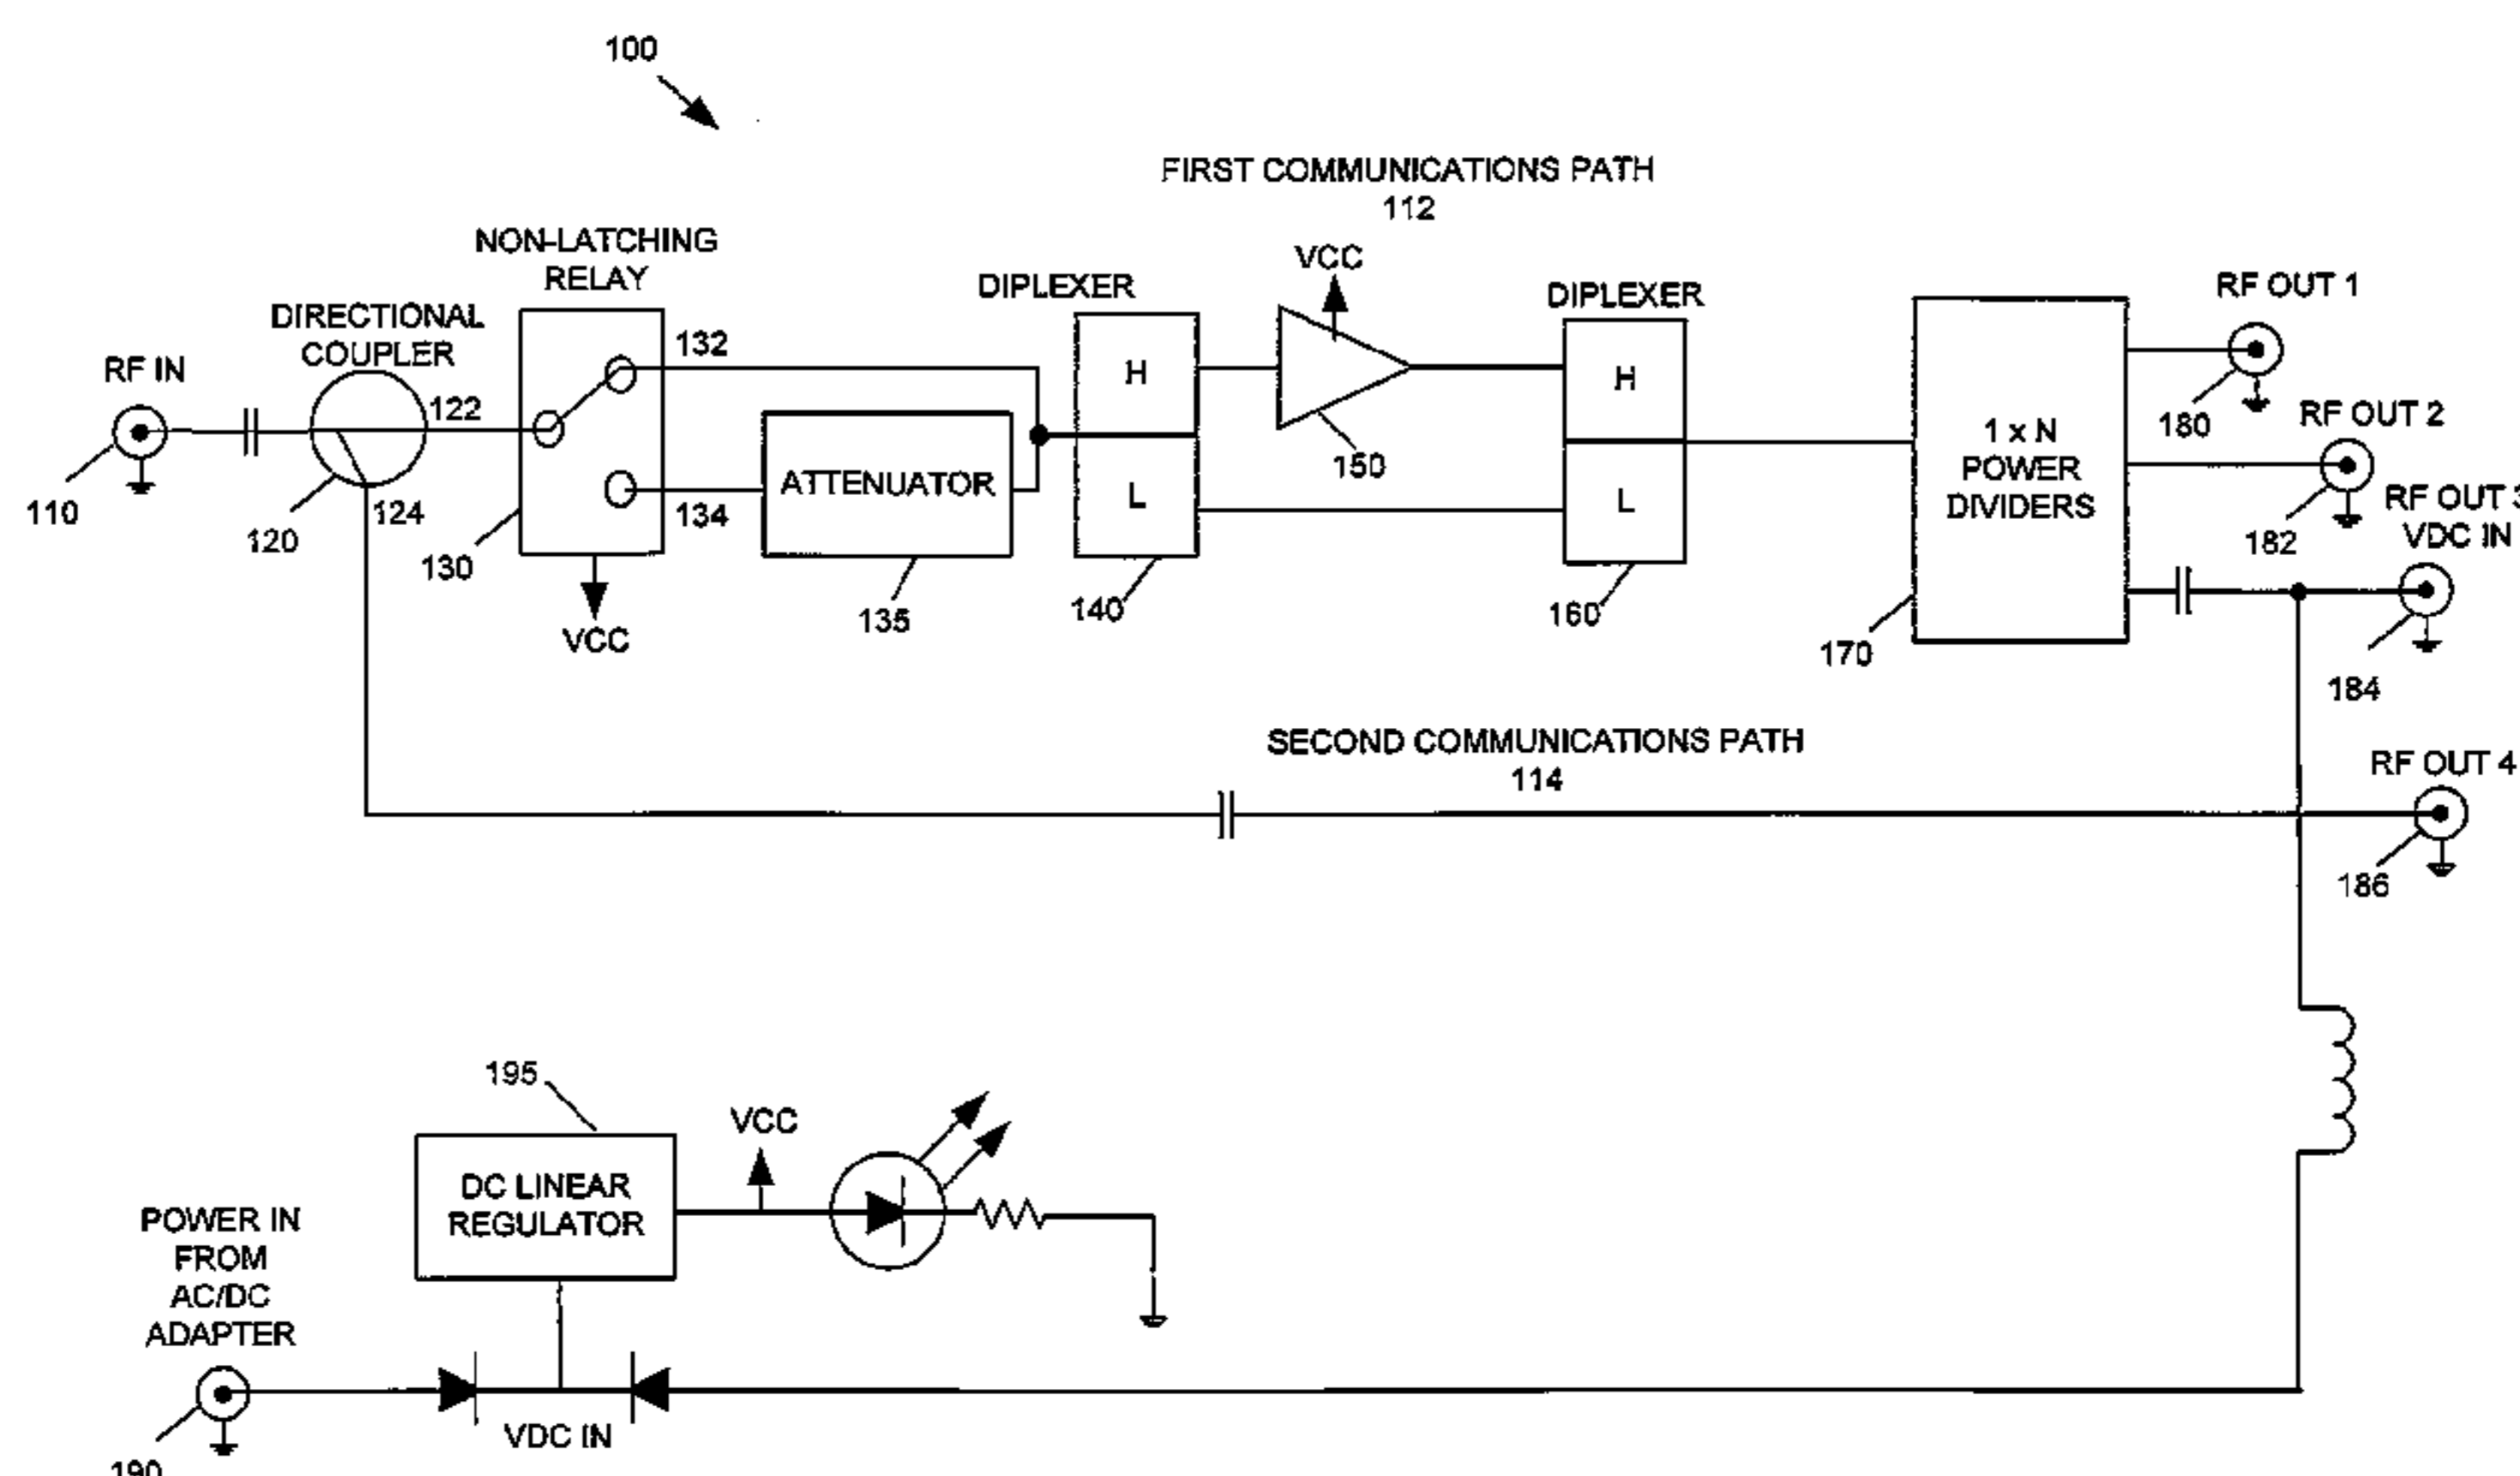 100
FIRST COMMUNICATIONS PATH
112
NON-LATCHING
RELAY
DIRECTIONAL
COUPLER
RF IN
110
120
122
124
130
132
134
VCC
ATTENUATOR
135
DIPLEXER
H
L
140
VCC
150
DIPLEXER
H
L
160
1 x N
POWER
DIVIDERS
170
RF OUT 1
180
RF OUT 2
182
RF OUT 3
VDC IN
184
SECOND COMMUNICATIONS PATH
114
RF OUT 4
186
195
DC LINEAR
REGULATOR
VCC
POWER IN
FROM
AC/DC
ADAPTER
VDC IN
190